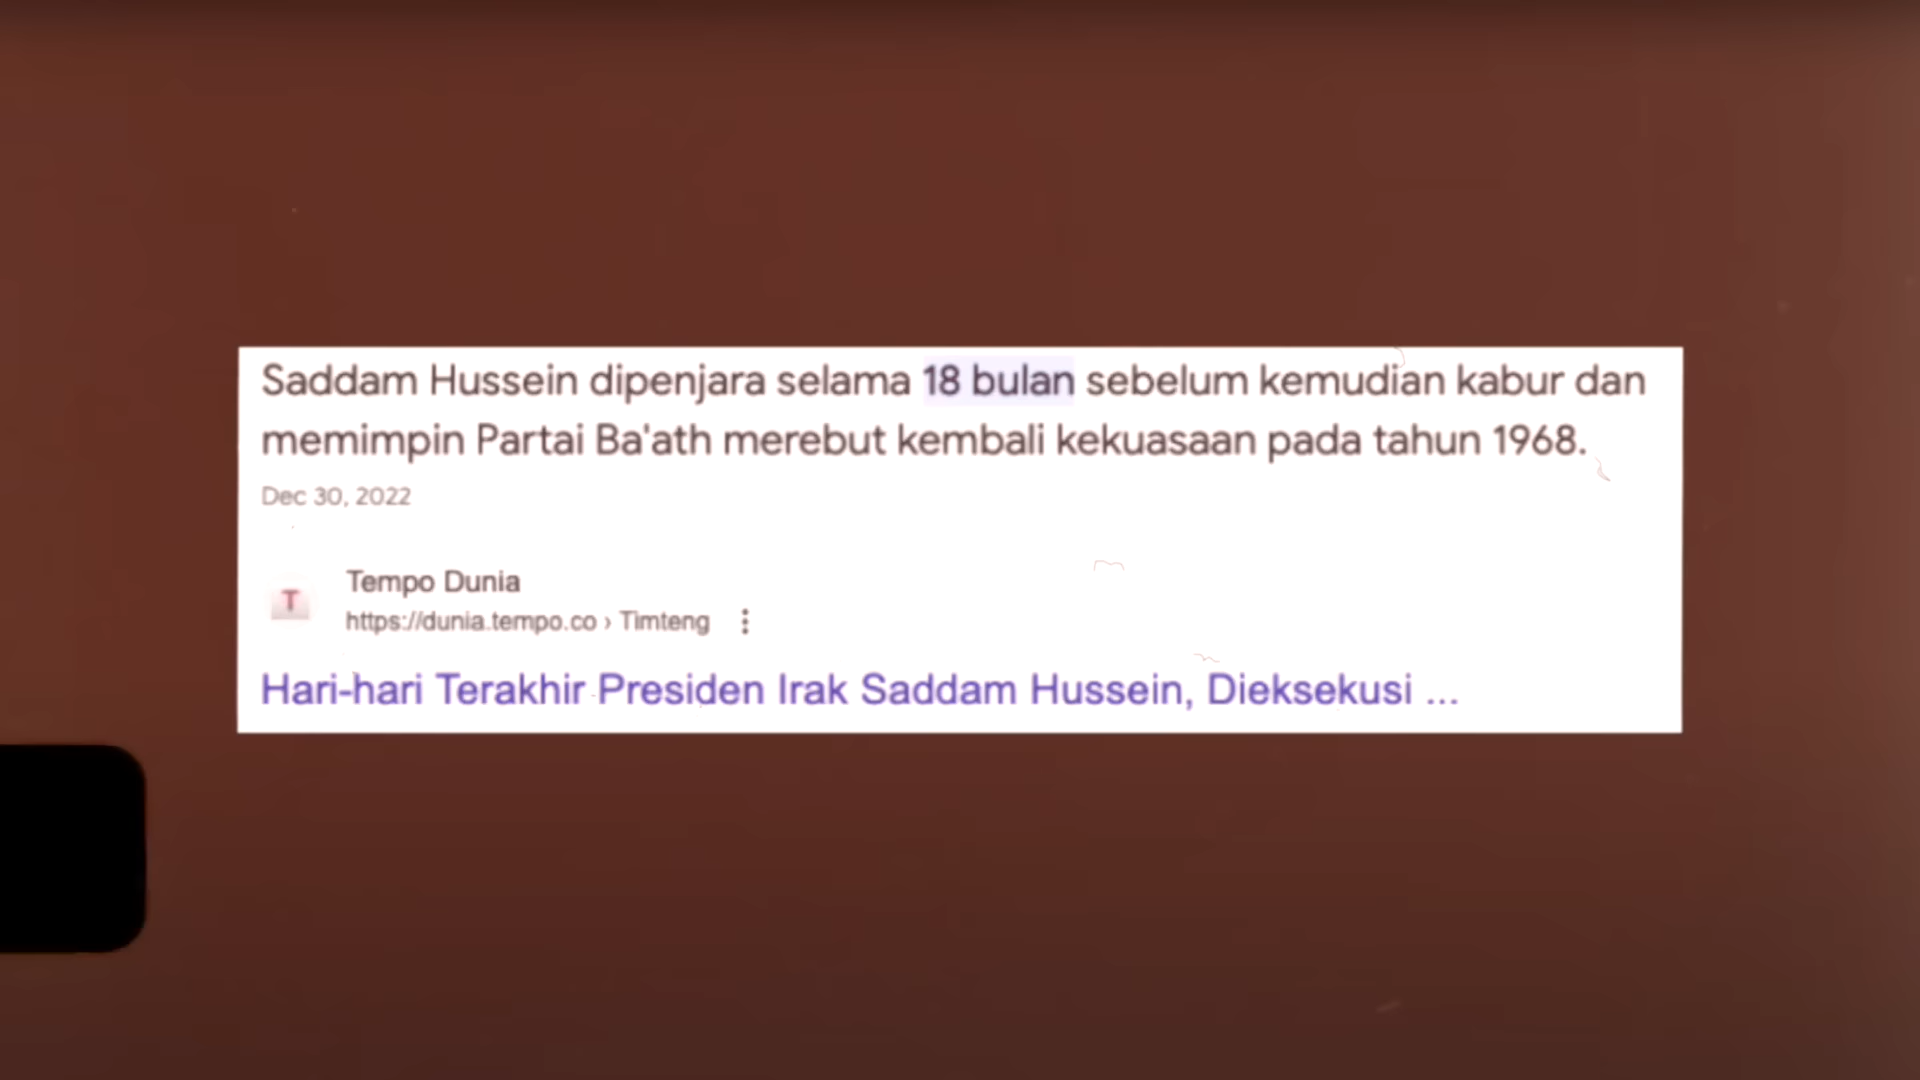 Saddam Hussein dipenjara selama 18 bulan sebelum kemudian kabur dan
memimpin Partai Ba'ath merebut kembali kekuasaan pada tahun 1968.
Dec 30, 2022
T
Tempo Dunia
https://dunia.tempo.co › Timteng
Hari-hari Terakhir Presiden Irak Saddam Hussein, Dieksekusi ...